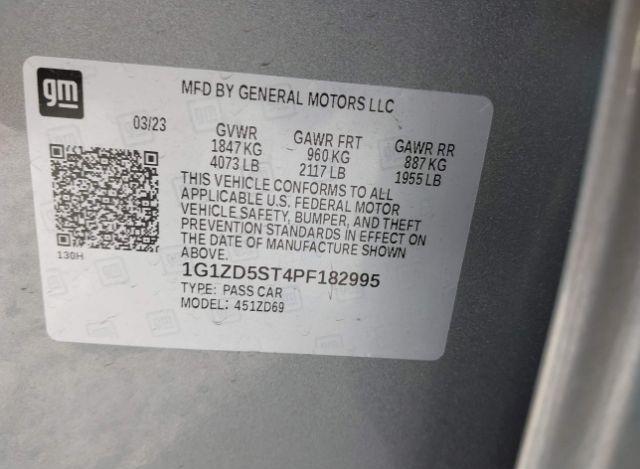 gm
MFD BY GENERAL MOTORS LLC
03/23
GVWR GAWR FRT GAWR RR
1847 KG 960 KG 887 KG
4073 LB 2117 LB 1955 LB
THIS VEHICLE CONFORMS TO ALL
APPLICABLE U.S. FEDERAL MOTOR
VEHICLE SAFETY, BUMPER, AND THEFT
PREVENTION STANDARDS IN EFFECT ON
THE DATE OF MANUFACTURE SHOWN
ABOVE.
130H
1G1ZD5ST4PF182995
TYPE: PASS CAR
MODEL: 451ZD69